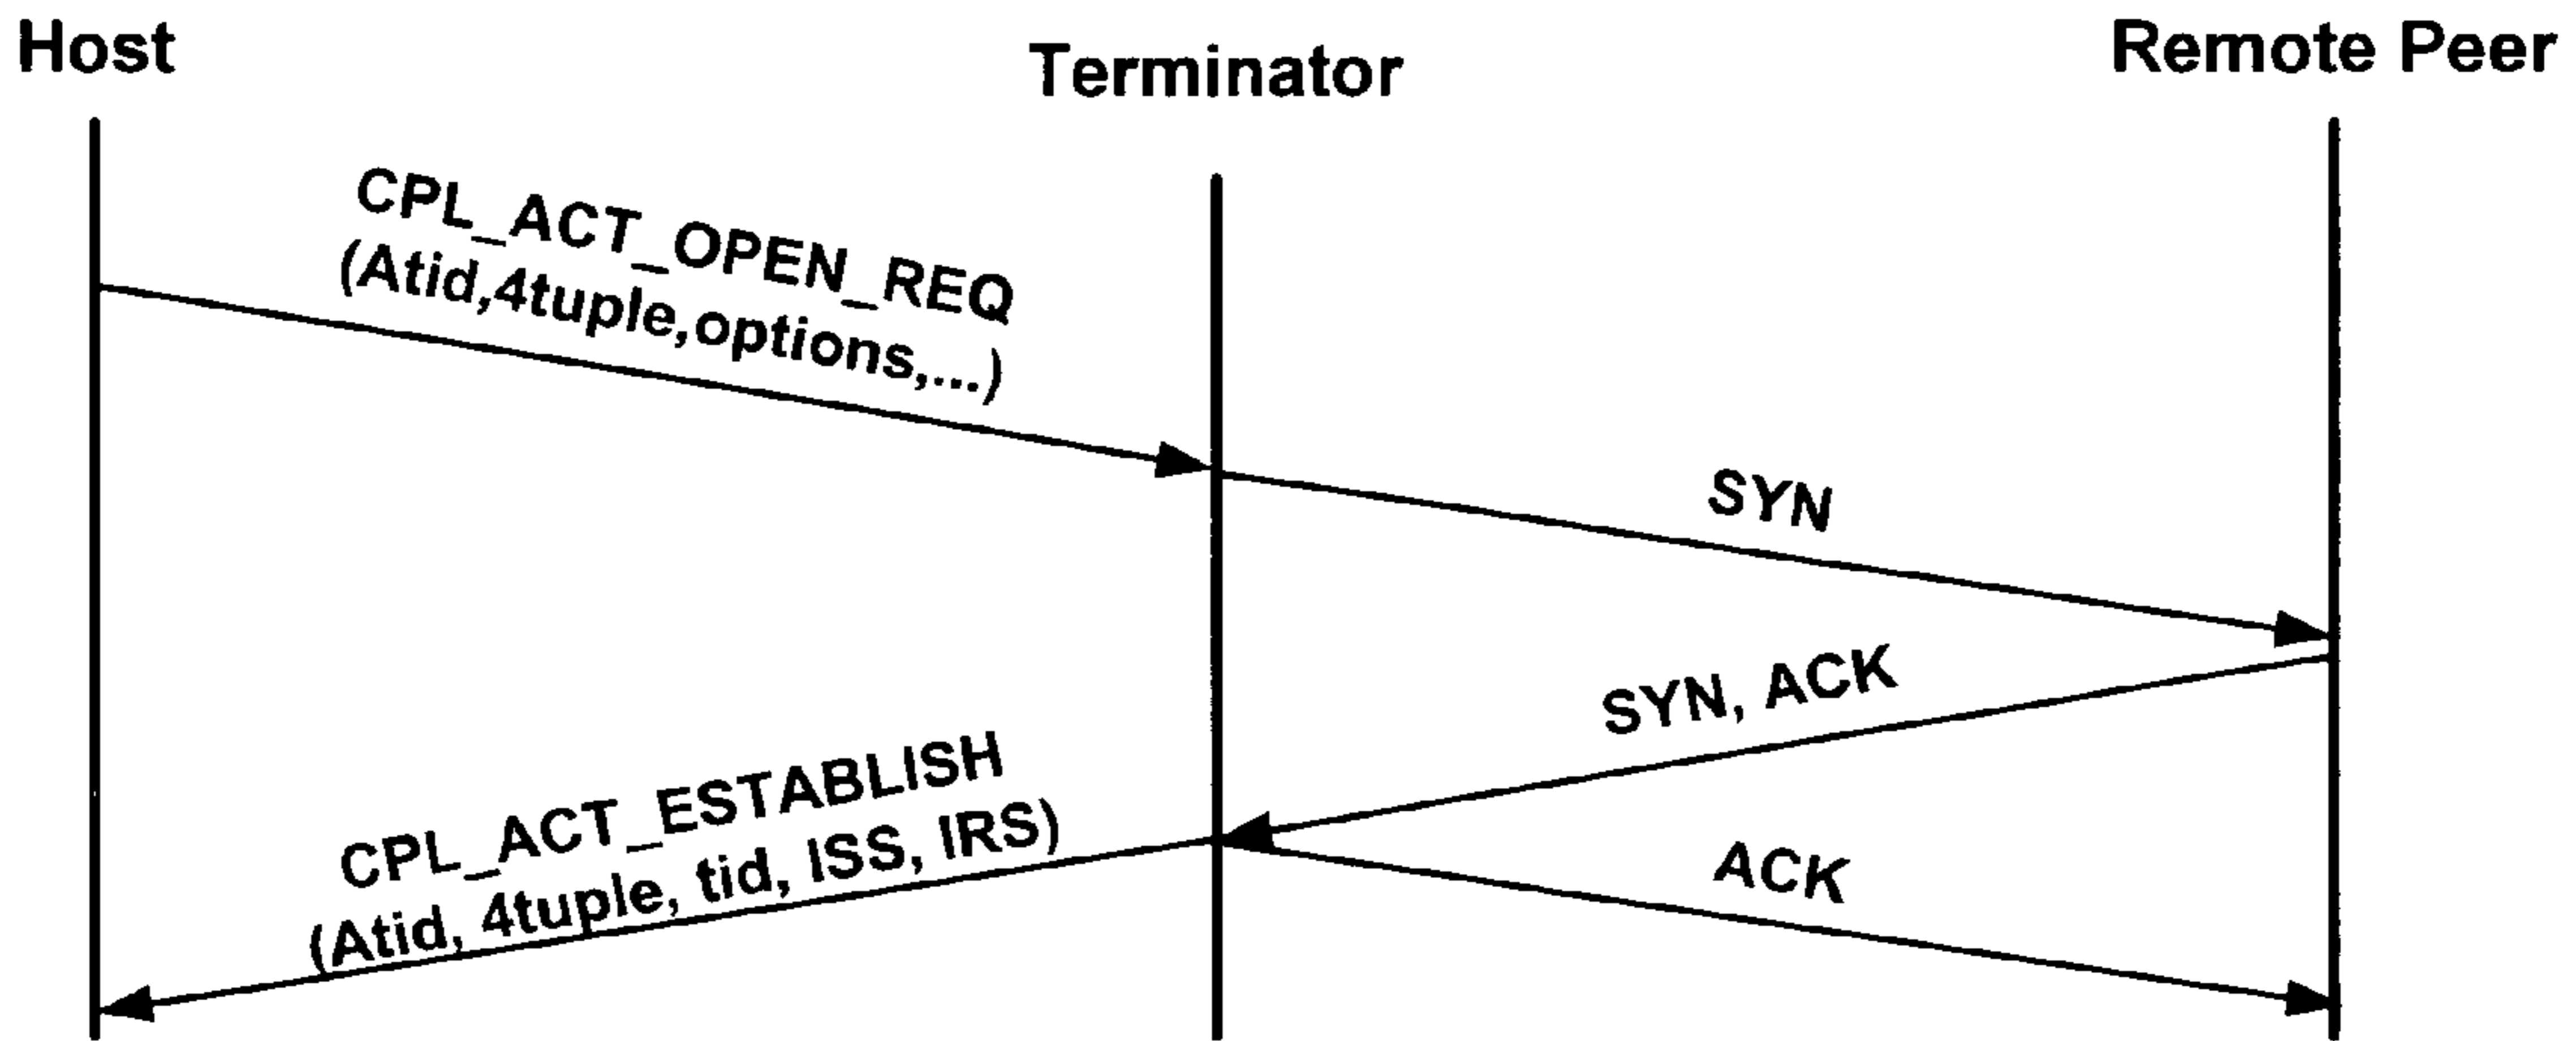 Host
Terminator
Remote Peer
CPL_ACT_OPEN_REQ
(Atid,4tuple,options,...)
SYN
SYN, ACK
CPL_ACT_ESTABLISH
(Atid, 4tuple, tid, ISS, IRS)
ACK